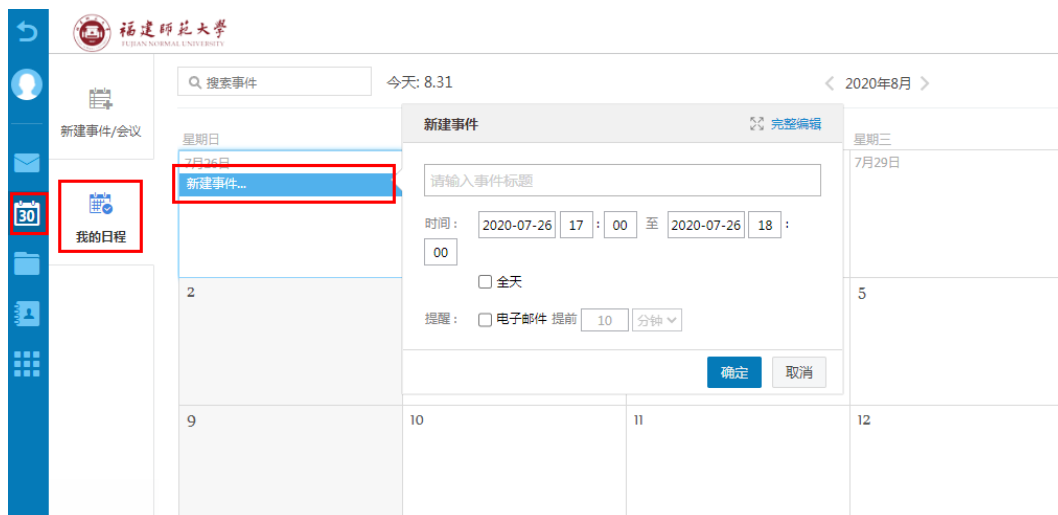 福建師范大學
FUJIAN NORMAL UNIVERSITY
搜索事件
今天: 8.31
2020年8月
新建事件/会议
30
我的日程
星期日
星期三
7月26日
7月29日
新建事件...
新建事件
完整编辑
请输入事件标题
时间： 2020-07-26 17 : 00 至 2020-07-26 18 :
00
全天
提醒： 电子邮件 提前 10 分钟
确定 取消
2
5
9
10
11
12